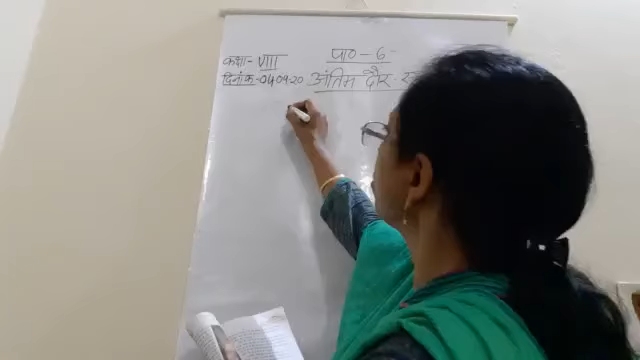 कक्षा- VIII
पाठ - 6
दिनांक-04.09.20
अंतिम दौर